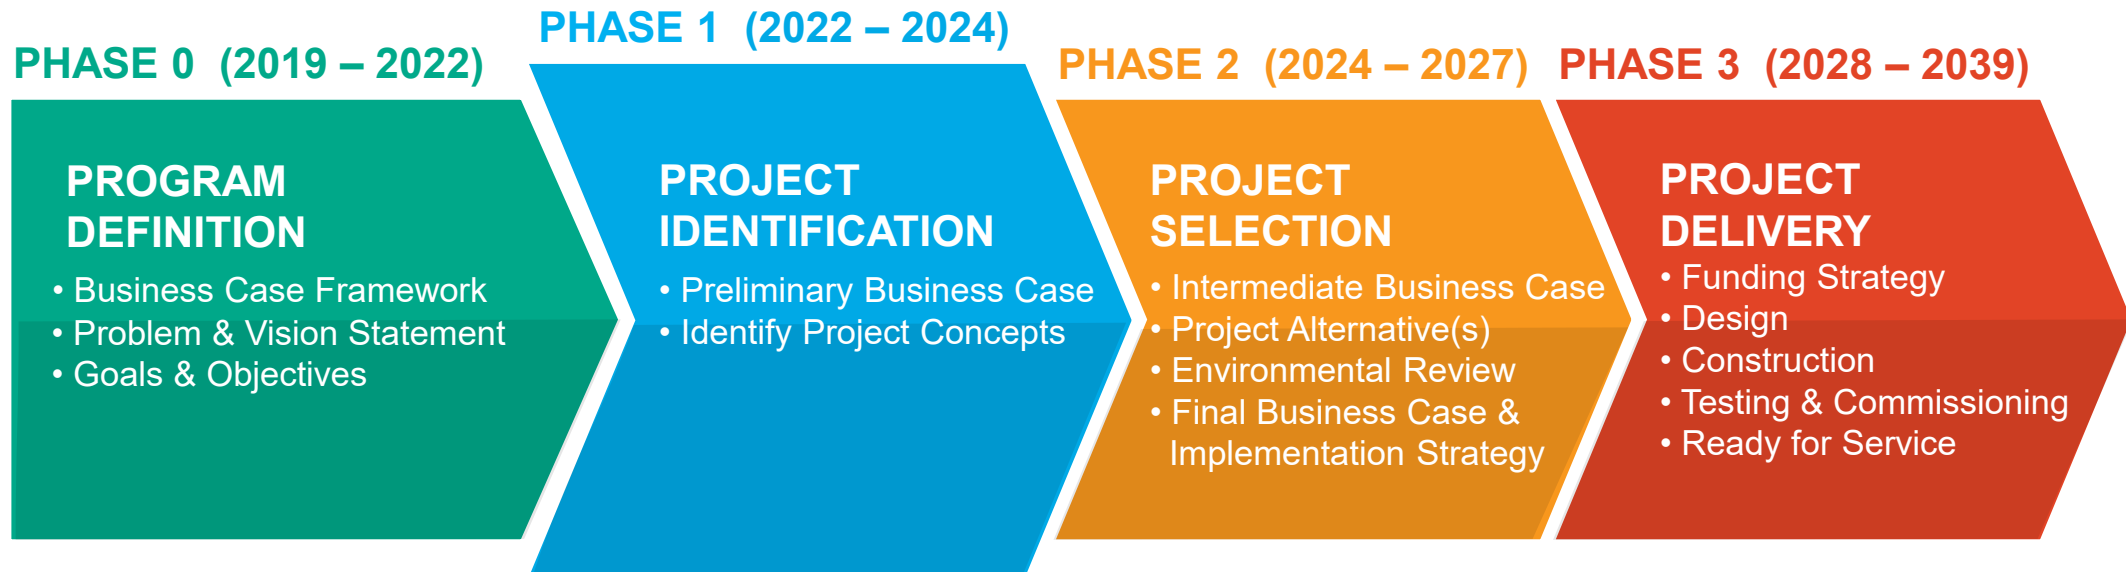 PHASE 0 (2019 – 2022)
PROGRAM
DEFINITION
• Business Case Framework
• Problem & Vision Statement
• Goals & Objectives
PHASE 1 (2022 – 2024)
PROJECT
IDENTIFICATION
• Preliminary Business Case
• Identify Project Concepts
PHASE 2 (2024 – 2027)
PROJECT
SELECTION
• Intermediate Business Case
• Project Alternative(s)
• Environmental Review
• Final Business Case &
Implementation Strategy
PHASE 3 (2028 – 2039)
PROJECT
DELIVERY
• Funding Strategy
• Design
• Construction
• Testing & Commissioning
• Ready for Service